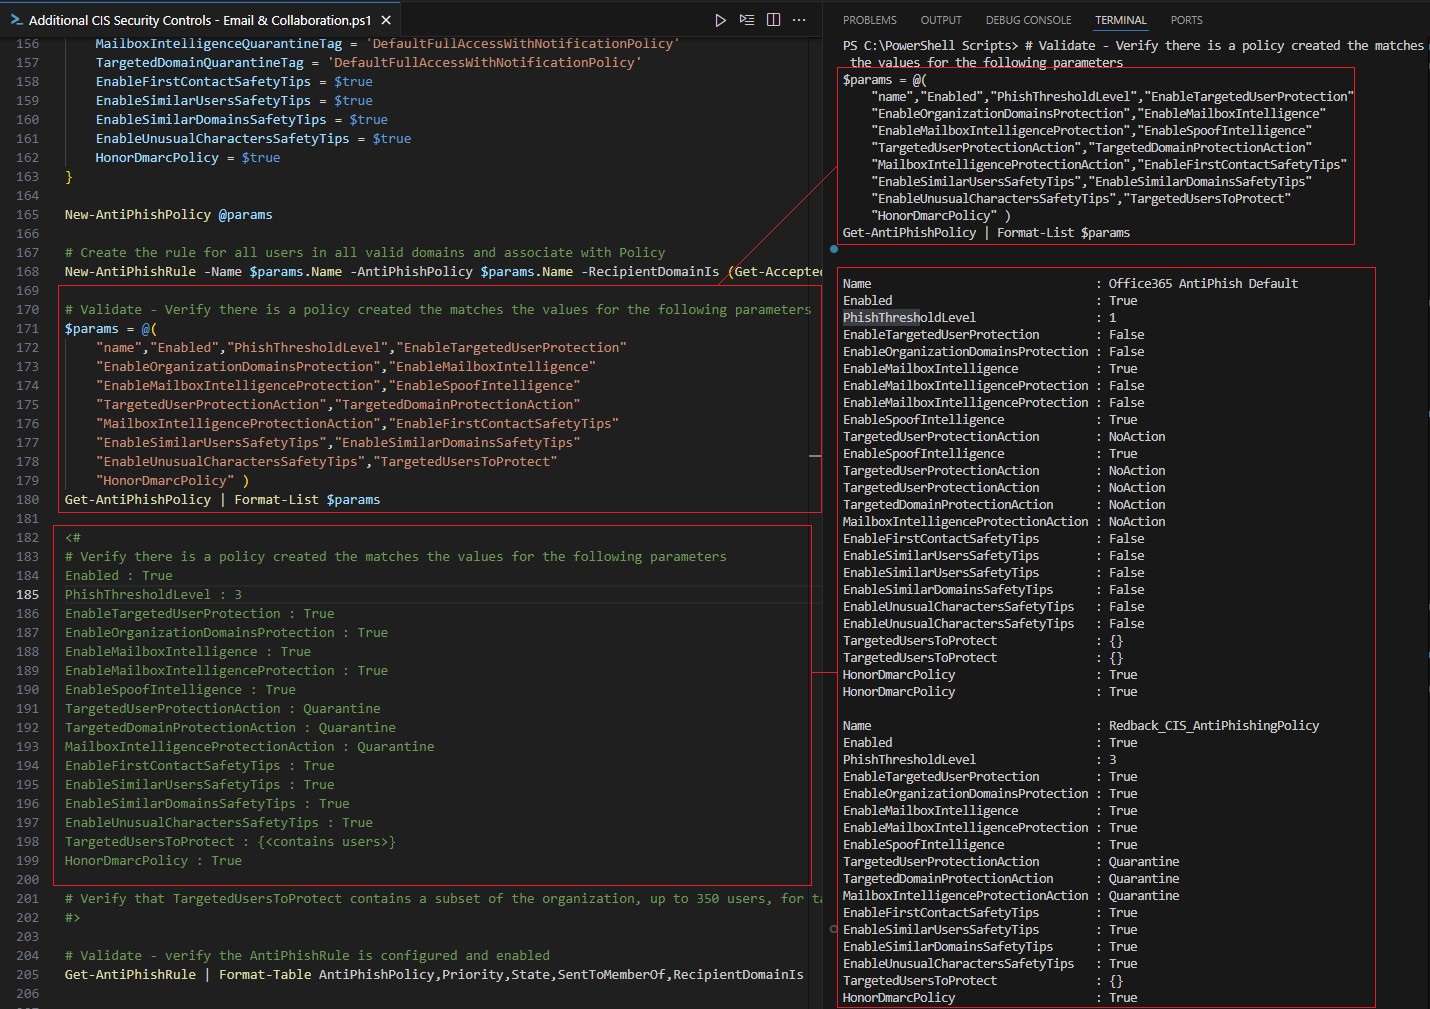 Additional CIS Security Controls - Email & Collaboration.ps1
156 MailboxIntelligenceQuarantineTag = 'DefaultFullAccessWithNotificationPolicy'
157 TargetedDomainQuarantineTag = 'DefaultFullAccessWithNotificationPolicy'
158 EnableFirstContactSafetyTips = $true
159 EnableSimilarUsersSafetyTips = $true
160 EnableSimilarDomainsSafetyTips = $true
161 EnableUnusualCharactersSafetyTips = $true
162 HonorDmarcPolicy = $true
163 }
164
165 New-AntiPhishPolicy @params
166
167 # Create the rule for all users in all valid domains and associate with Policy
168 New-AntiPhishRule -Name $params.Name -AntiPhishPolicy $params.Name -RecipientDomainIs (Get-Accepted
169
170 # Validate - Verify there is a policy created the matches the values for the following parameters
171 $params = @(
172 "name","Enabled","PhishThresholdLevel","EnableTargetedUserProtection"
173 "EnableOrganizationDomainsProtection","EnableMailboxIntelligence"
174 "EnableMailboxIntelligenceProtection","EnableSpoofIntelligence"
175 "TargetedUserProtectionAction","TargetedDomainProtectionAction"
176 "MailboxIntelligenceProtectionAction","EnableFirstContactSafetyTips"
177 "EnableSimilarUsersSafetyTips","EnableSimilarDomainsSafetyTips"
178 "EnableUnusualCharactersSafetyTips","TargetedUsersToProtect"
179 "HonorDmarcPolicy" )
180 Get-AntiPhishPolicy | Format-List $params
181
182 <#
183 # Verify there is a policy created the matches the values for the following parameters
184 Enabled : True
185 PhishThresholdLevel : 3
186 EnableTargetedUserProtection : True
187 EnableOrganizationDomainsProtection : True
188 EnableMailboxIntelligence : True
189 EnableMailboxIntelligenceProtection : True
190 EnableSpoofIntelligence : True
191 TargetedUserProtectionAction : Quarantine
192 TargetedDomainProtectionAction : Quarantine
193 MailboxIntelligenceProtectionAction : Quarantine
194 EnableFirstContactSafetyTips : True
195 EnableSimilarUsersSafetyTips : True
196 EnableSimilarDomainsSafetyTips : True
197 EnableUnusualCharactersSafetyTips : True
198 TargetedUsersToProtect : {<contains users>}
199 HonorDmarcPolicy : True
200
201 # Verify that TargetedUsersToProtect contains a subset of the organization, up to 350 users, for ta
202 #>
203
204 # Validate - verify the AntiPhishRule is configured and enabled
205 Get-AntiPhishRule | Format-Table AntiPhishPolicy,Priority,State,SentToMemberOf,RecipientDomainIs
206
PROBLEMS OUTPUT DEBUG CONSOLE TERMINAL PORTS
PS C:\PowerShell Scripts> # Validate - Verify there is a policy created the matches
the values for the following parameters
$params = @(
"name","Enabled","PhishThresholdLevel","EnableTargetedUserProtection"
"EnableOrganizationDomainsProtection","EnableMailboxIntelligence"
"EnableMailboxIntelligenceProtection","EnableSpoofIntelligence"
"TargetedUserProtectionAction","TargetedDomainProtectionAction"
"MailboxIntelligenceProtectionAction","EnableFirstContactSafetyTips"
"EnableSimilarUsersSafetyTips","EnableSimilarDomainsSafetyTips"
"EnableUnusualCharactersSafetyTips","TargetedUsersToProtect"
"HonorDmarcPolicy" )
Get-AntiPhishPolicy | Format-List $params
Name : Office365 AntiPhish Default
Enabled : True
PhishThresholdLevel : 1
EnableTargetedUserProtection : False
EnableOrganizationDomainsProtection : False
EnableMailboxIntelligence : True
EnableMailboxIntelligenceProtection : False
EnableMailboxIntelligenceProtection : False
EnableSpoofIntelligence : True
TargetedUserProtectionAction : NoAction
EnableSpoofIntelligence : True
TargetedUserProtectionAction : NoAction
TargetedUserProtectionAction : NoAction
TargetedDomainProtectionAction : NoAction
MailboxIntelligenceProtectionAction : NoAction
EnableFirstContactSafetyTips : False
EnableSimilarUsersSafetyTips : False
EnableSimilarUsersSafetyTips : False
EnableSimilarDomainsSafetyTips : False
EnableUnusualCharactersSafetyTips : False
EnableUnusualCharactersSafetyTips : False
TargetedUsersToProtect : {}
TargetedUsersToProtect : {}
HonorDmarcPolicy : True
HonorDmarcPolicy : True
Name : Redback_CIS_AntiPhishingPolicy
Enabled : True
PhishThresholdLevel : 3
EnableTargetedUserProtection : True
EnableOrganizationDomainsProtection : True
EnableMailboxIntelligence : True
EnableMailboxIntelligenceProtection : True
EnableSpoofIntelligence : True
TargetedUserProtectionAction : Quarantine
TargetedDomainProtectionAction : Quarantine
MailboxIntelligenceProtectionAction : Quarantine
EnableFirstContactSafetyTips : True
EnableSimilarUsersSafetyTips : True
EnableSimilarDomainsSafetyTips : True
EnableUnusualCharactersSafetyTips : True
TargetedUsersToProtect : {}
HonorDmarcPolicy : True